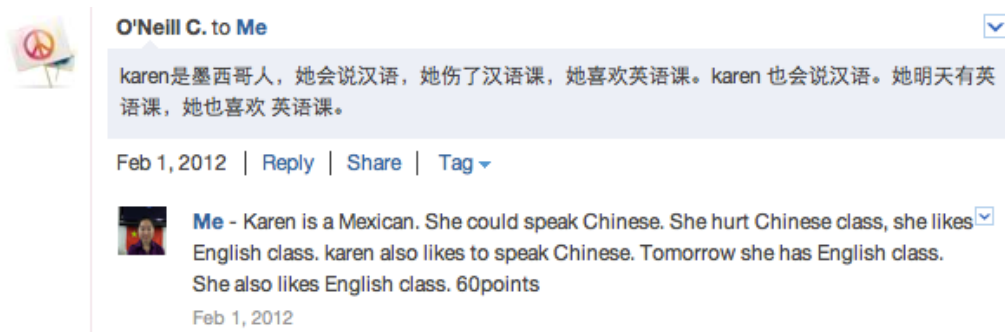 O'Neill C. to Me
karen是墨西哥人，她会说汉语，她伤了汉语课，她喜欢英语课。karen 也会说汉语。她明天有英
语课，她也喜欢 英语课。
Feb 1, 2012 | Reply | Share | Tag
Me - Karen is a Mexican. She could speak Chinese. She hurt Chinese class, she likes
English class. karen also likes to speak Chinese. Tomorrow she has English class.
She also likes English class. 60points
Feb 1, 2012